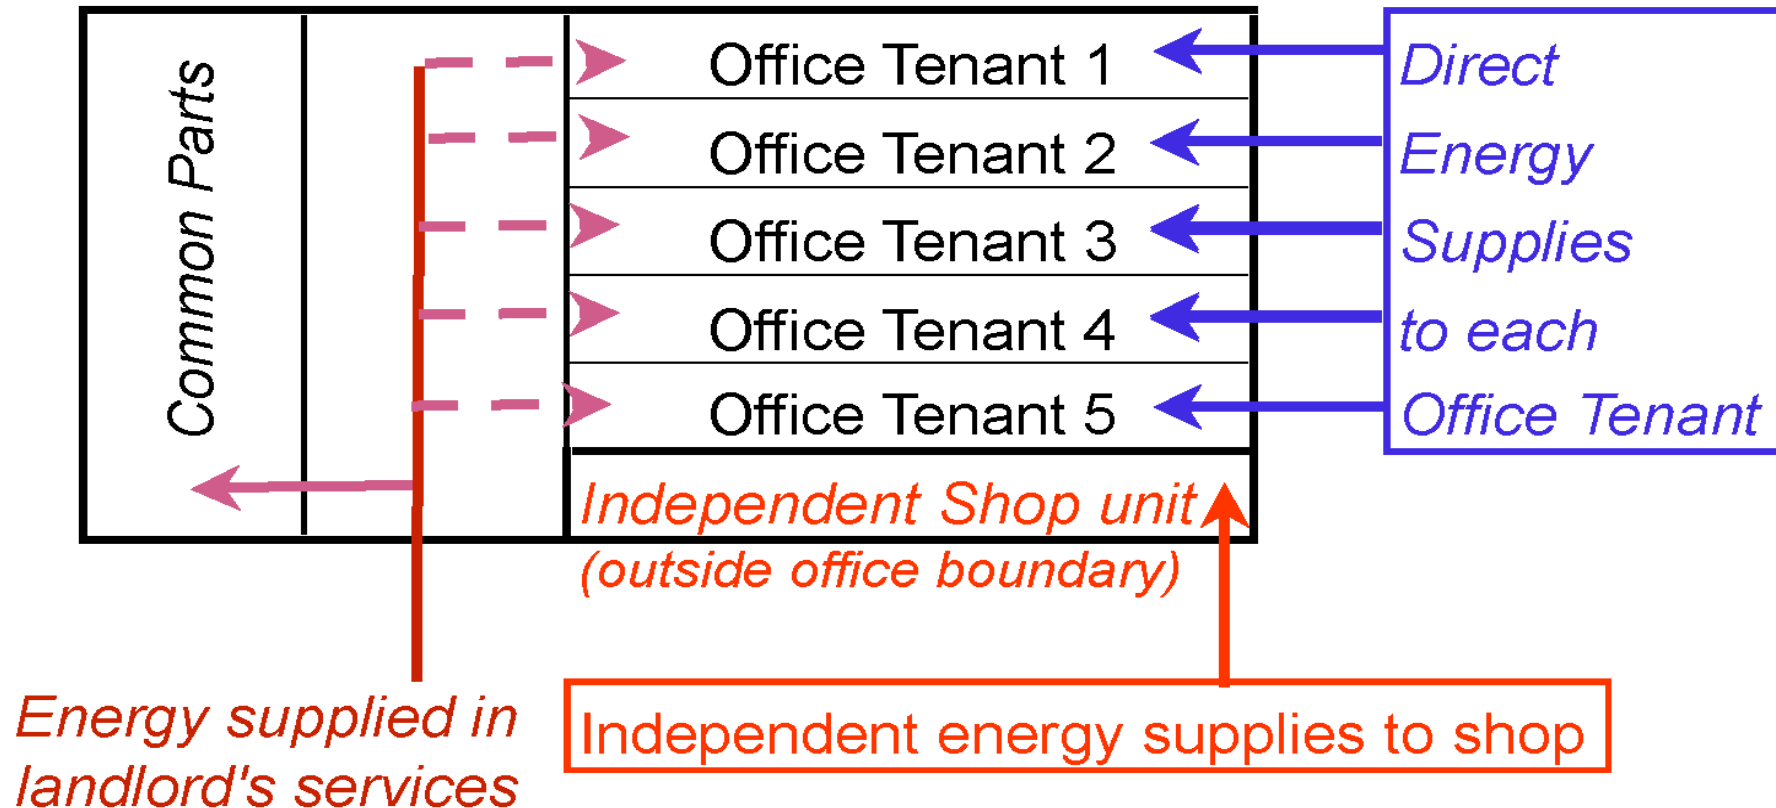 Common Parts
Office Tenant 1
Office Tenant 2
Office Tenant 3
Office Tenant 4
Office Tenant 5
Direct
Energy
Supplies
to each
Office Tenant
Independent Shop unit
(outside office boundary)
Energy supplied in
landlord's services
Independent energy supplies to shop